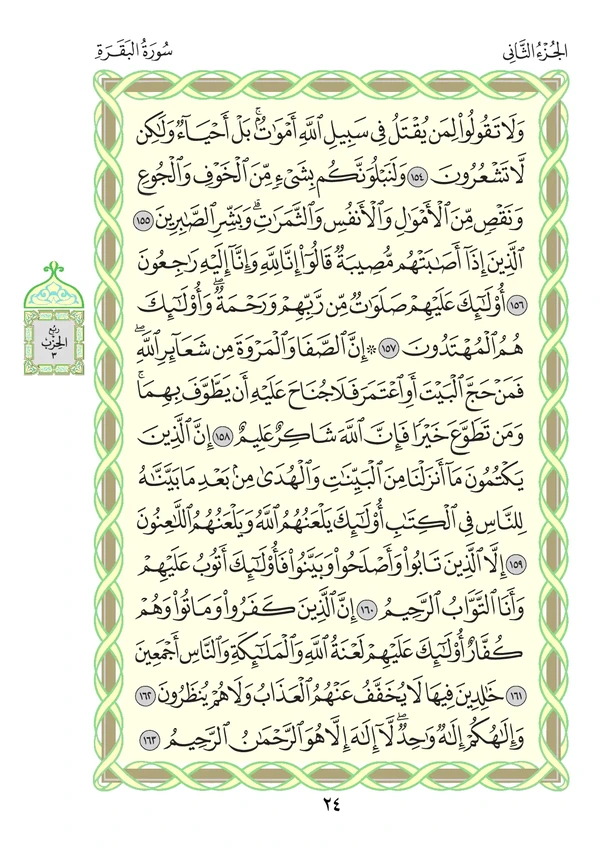 الجُزْءُ الثَّانِي
سُورَةُ البَقَرَةِ
وَلَا تَقُولُوا۟ لِمَن يُقْتَلُ فِى سَبِيلِ ٱللَّهِ أَمْوَٰتٌۢ ۚ بَلْ أَحْيَآءٌ وَلَـٰكِن
لَّا تَشْعُرُونَ ١٥٤ وَلَنَبْلُوَنَّكُم بِشَىْءٍ مِّنَ ٱلْخَوْفِ وَٱلْجُوعِ
وَنَقْصٍ مِّنَ ٱلْأَمْوَٰلِ وَٱلْأَنفُسِ وَٱلثَّمَرَٰتِ ۗ وَبَشِّرِ ٱلصَّـٰبِرِينَ ١٥٥
ٱلَّذِينَ إِذَآ أَصَـٰبَتْهُم مُّصِيبَةٌ قَالُوٓا۟ إِنَّا لِلَّهِ وَإِنَّآ إِلَيْهِ رَٰجِعُونَ
١٥٦ أُو۟لَـٰٓئِكَ عَلَيْهِمْ صَلَوَٰتٌ مِّن رَّبِّهِمْ وَرَحْمَةٌ ۖ وَأُو۟لَـٰٓئِكَ
هُمُ ٱلْمُهْتَدُونَ ١٥٧ ۞ إِنَّ ٱلصَّفَا وَٱلْمَرْوَةَ مِن شَعَآئِرِ ٱللَّهِ ۖ
فَمَنْ حَجَّ ٱلْبَيْتَ أَوِ ٱعْتَمَرَ فَلَا جُنَاحَ عَلَيْهِ أَن يَطَّوَّفَ بِهِمَا ۚ
وَمَن تَطَوَّعَ خَيْرًا فَإِنَّ ٱللَّهَ شَاكِرٌ عَلِيمٌ ١٥٨ إِنَّ ٱلَّذِينَ
يَكْتُمُونَ مَآ أَنزَلْنَا مِنَ ٱلْبَيِّنَـٰتِ وَٱلْهُدَىٰ مِنۢ بَعْدِ مَا بَيَّنَّـٰهُ
لِلنَّاسِ فِى ٱلْكِتَـٰبِ أُو۟لَـٰٓئِكَ يَلْعَنُهُمُ ٱللَّهُ وَيَلْعَنُهُمُ ٱللَّـٰعِنُونَ
١٥٩ إِلَّا ٱلَّذِينَ تَابُوا۟ وَأَصْلَحُوا۟ وَبَيَّنُوا۟ فَأُو۟لَـٰٓئِكَ أَتُوبُ عَلَيْهِمْ
وَأَنَا ٱلتَّوَّابُ ٱلرَّحِيمُ ١٦٠ إِنَّ ٱلَّذِينَ كَفَرُوا۟ وَمَاتُوا۟ وَهُمْ
كُفَّارٌ أُو۟لَـٰٓئِكَ عَلَيْهِمْ لَعْنَةُ ٱللَّهِ وَٱلْمَلَـٰٓئِكَةِ وَٱلنَّاسِ أَجْمَعِينَ
١٦١ خَـٰلِدِينَ فِيهَا لَا يُخَفَّفُ عَنْهُمُ ٱلْعَذَابُ وَلَا هُمْ يُنظَرُونَ ١٦٢
وَإِلَـٰهُكُمْ إِلَـٰهٌ وَٰحِدٌ ۖ لَّآ إِلَـٰهَ إِلَّا هُوَ ٱلرَّحْمَـٰنُ ٱلرَّحِيمُ ١٦٣
ربع
الحزب
٣
٢٤